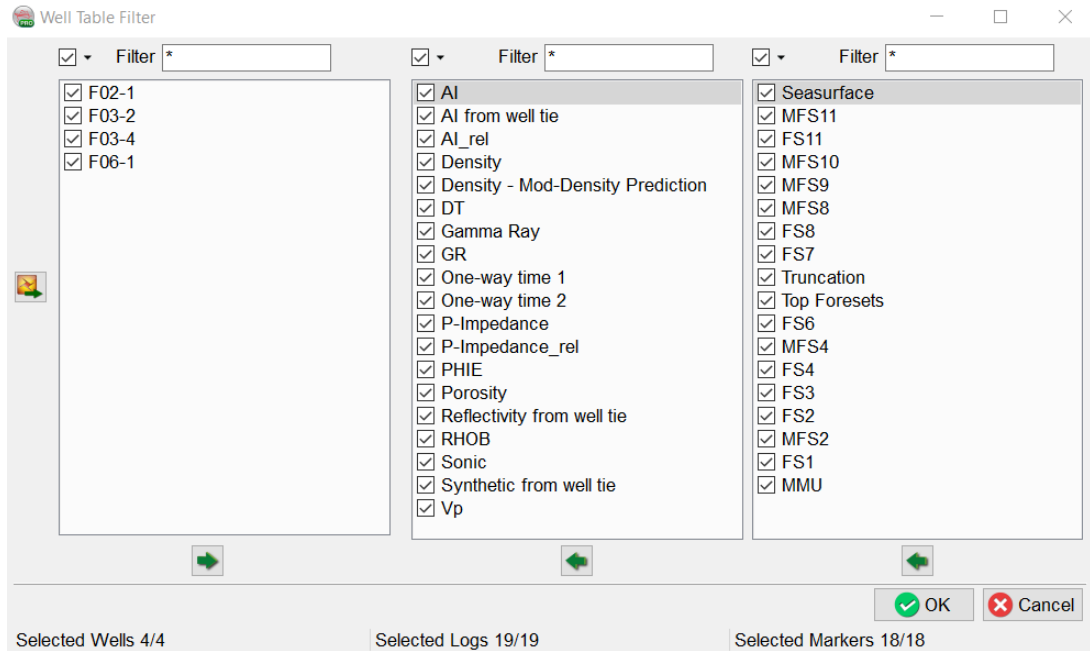 Well Table Filter
Filter *
Filter *
Filter *
F02-1
F03-2
F03-4
F06-1
AI
AI from well tie
AI_rel
Density
Density - Mod-Density Prediction
DT
Gamma Ray
GR
One-way time 1
One-way time 2
P-Impedance
P-Impedance_rel
PHIE
Porosity
Reflectivity from well tie
RHOB
Sonic
Synthetic from well tie
Vp
Seasurface
MFS11
FS11
MFS10
MFS9
MFS8
FS8
FS7
Truncation
Top Foresets
FS6
MFS4
FS4
FS3
FS2
MFS2
FS1
MMU
OK
Cancel
Selected Wells 4/4
Selected Logs 19/19
Selected Markers 18/18